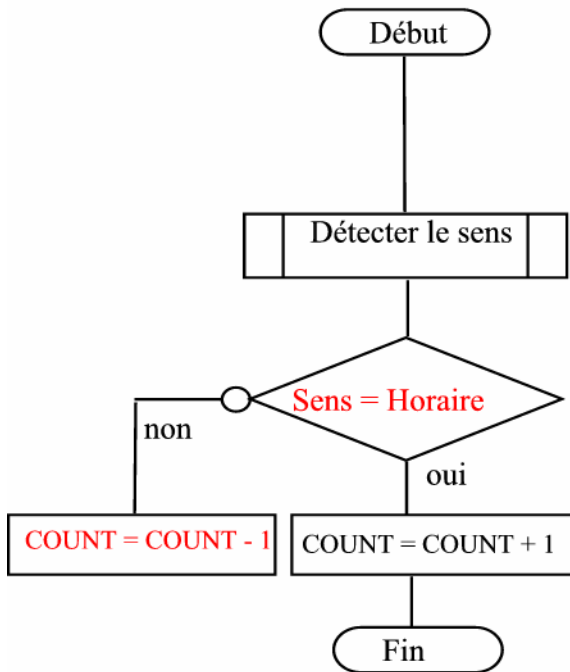 Début
Détecter le sens
Sens = Horaire
non
oui
COUNT = COUNT - 1
COUNT = COUNT + 1
Fin